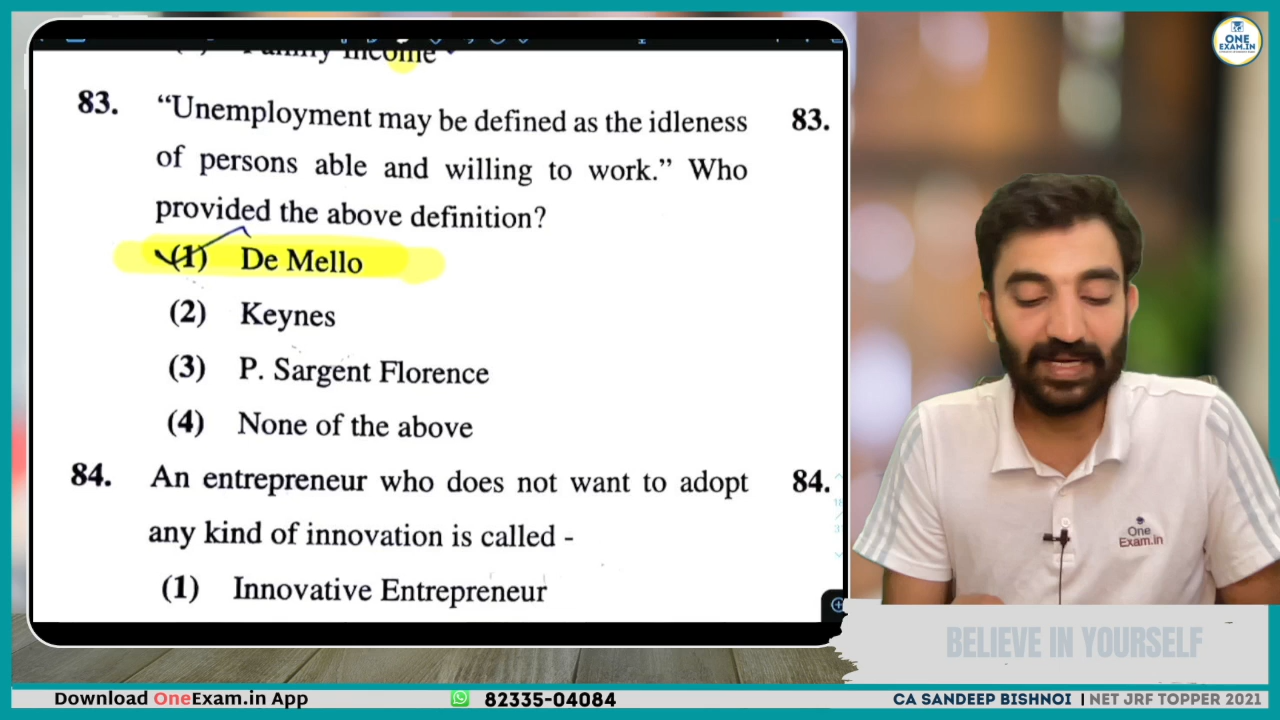 Family Income
83. “Unemployment may be defined as the idleness
of persons able and willing to work.” Who
provided the above definition?
(1) De Mello
(2) Keynes
(3) P. Sargent Florence
(4) None of the above
84. An entrepreneur who does not want to adopt
any kind of innovation is called -
(1) Innovative Entrepreneur
83.
84.
ONE
EXAM.IN
One
Exam.in
BELIEVE IN YOURSELF
Download OneExam.in App
82335-04084
CA SANDEEP BISHNOI | NET JRF TOPPER 2021